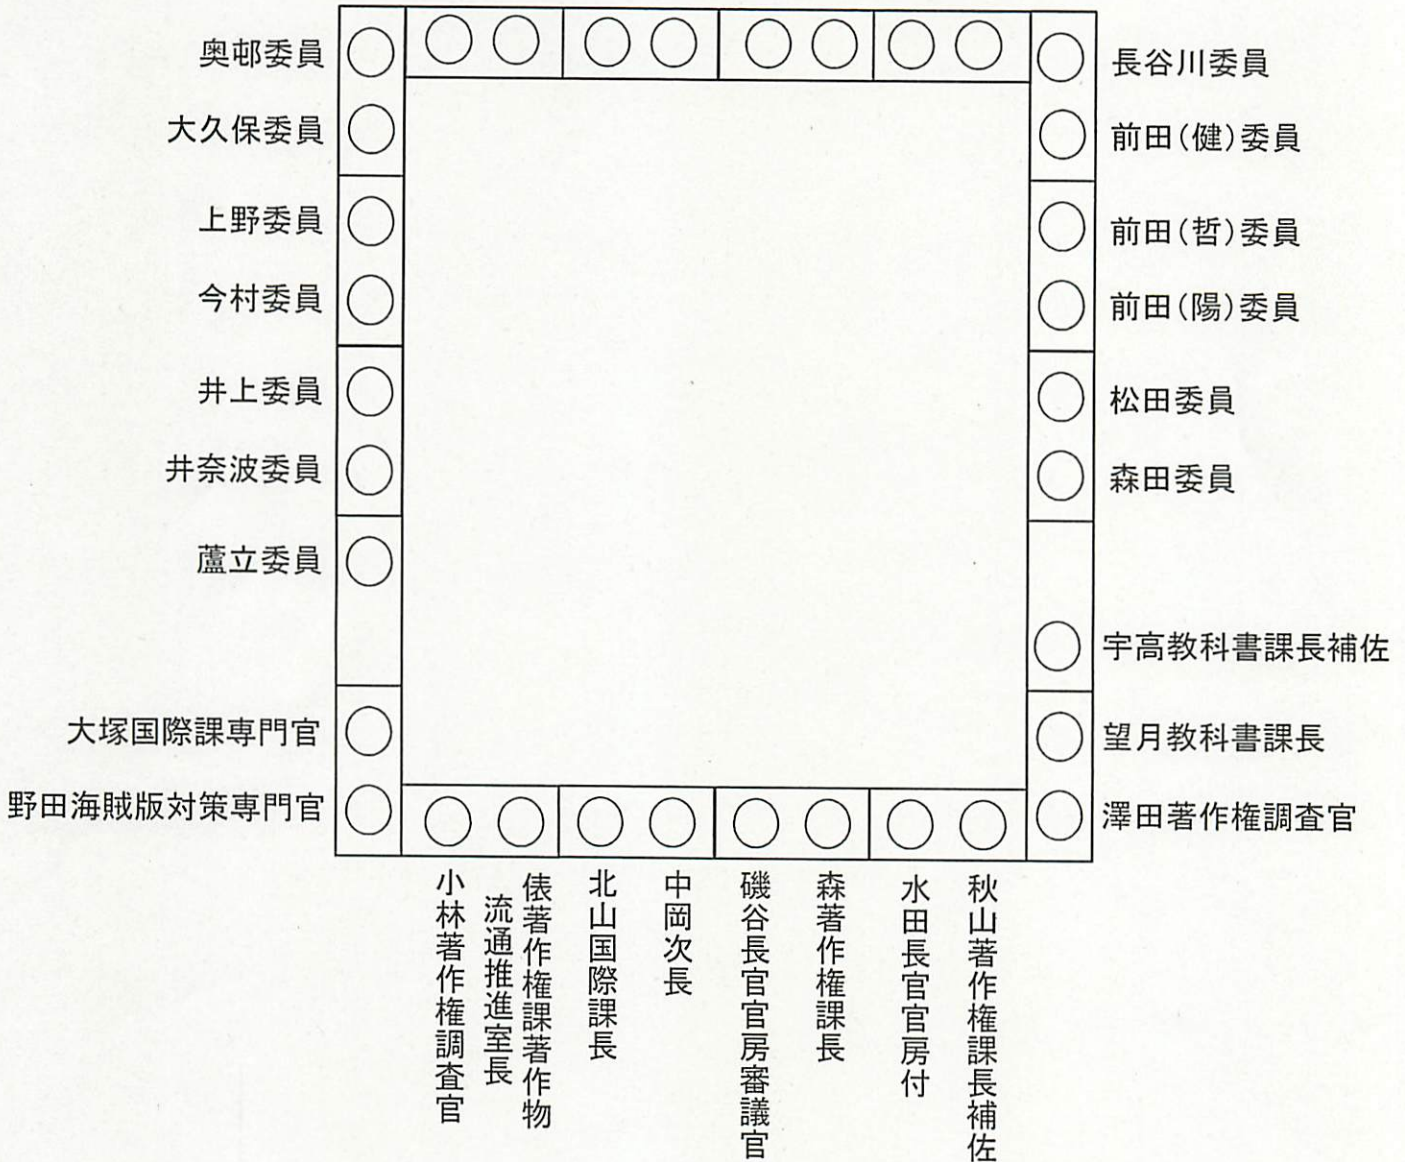 奥邨委員
大久保委員
上野委員
今村委員
井上委員
井奈波委員
蘆立委員
大塚国際課専門官
野田海賊版対策専門官
長谷川委員
前田(健)委員
前田(哲)委員
前田(陽)委員
松田委員
森田委員
宇高教科書課長補佐
望月教科書課長
澤田著作権調査官
小林著作権調査官
俵著作権課著作物
流通推進室長
北山国際課長
中岡次長
磯谷長官官房審議官
森著作権課長
水田長官官房付
秋山著作権課長補佐